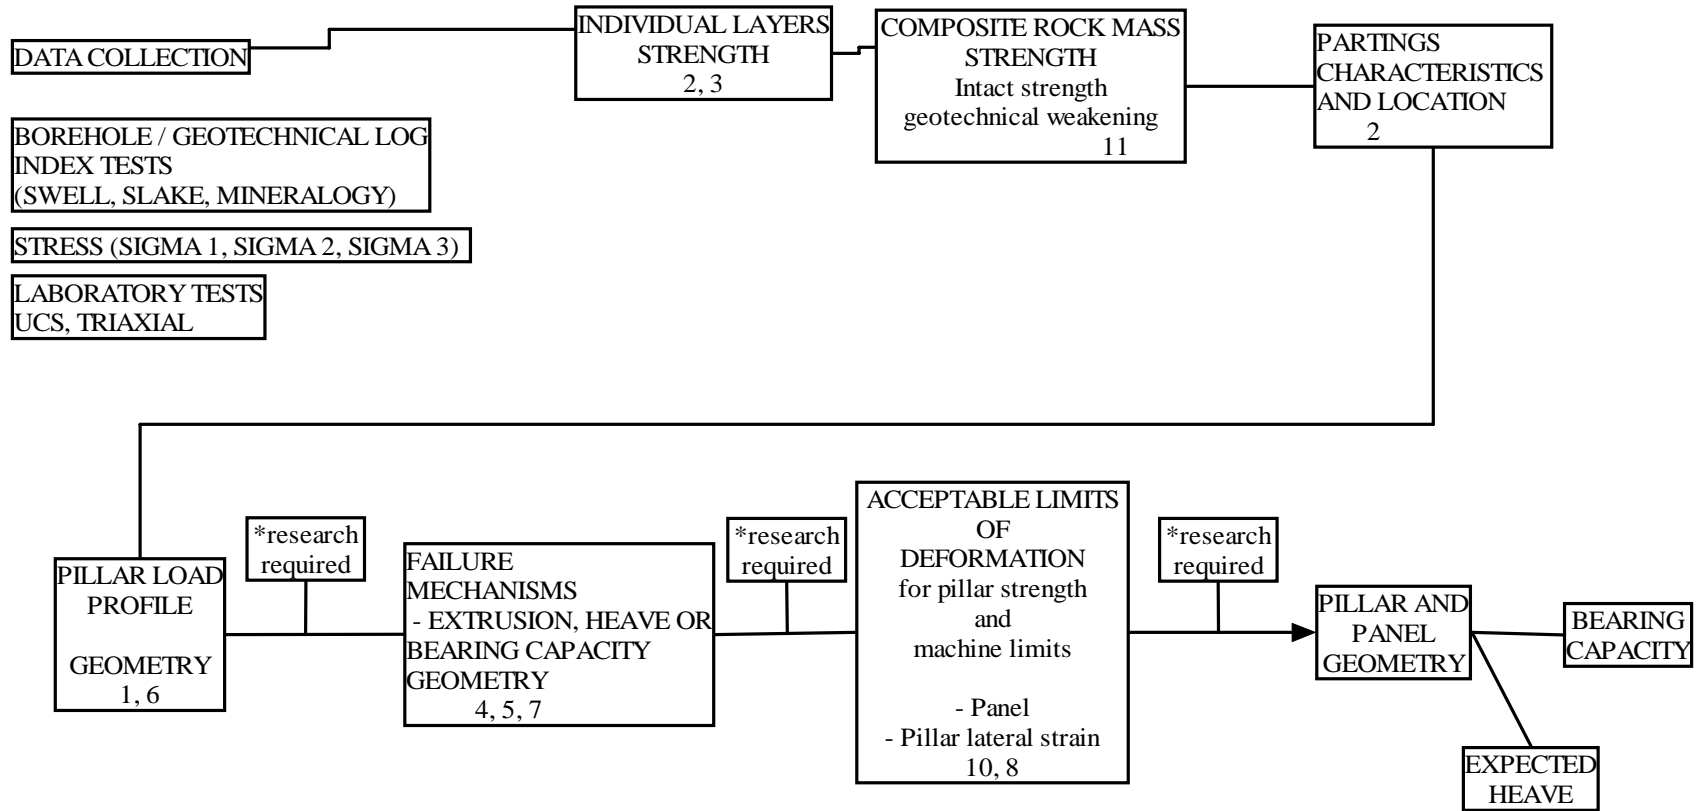 DATA COLLECTION
INDIVIDUAL LAYERS
STRENGTH
2, 3
COMPOSITE ROCK MASS
STRENGTH
Intact strength
geotechnical weakening
11
PARTINGS
CHARACTERISTICS
AND LOCATION
2
BOREHOLE / GEOTECHNICAL LOG
INDEX TESTS
(SWELL, SLAKE, MINERALOGY)
STRESS (SIGMA 1, SIGMA 2, SIGMA 3)
LABORATORY TESTS
UCS, TRIAXIAL
PILLAR LOAD
PROFILE
GEOMETRY
1, 6
*research
required
FAILURE
MECHANISMS
- EXTRUSION, HEAVE OR
BEARING CAPACITY
GEOMETRY
4, 5, 7
*research
required
ACCEPTABLE LIMITS
OF
DEFORMATION
for pillar strength
and
machine limits
- Panel
- Pillar lateral strain
10, 8
*research
required
PILLAR AND
PANEL
GEOMETRY
BEARING
CAPACITY
EXPECTED
HEAVE